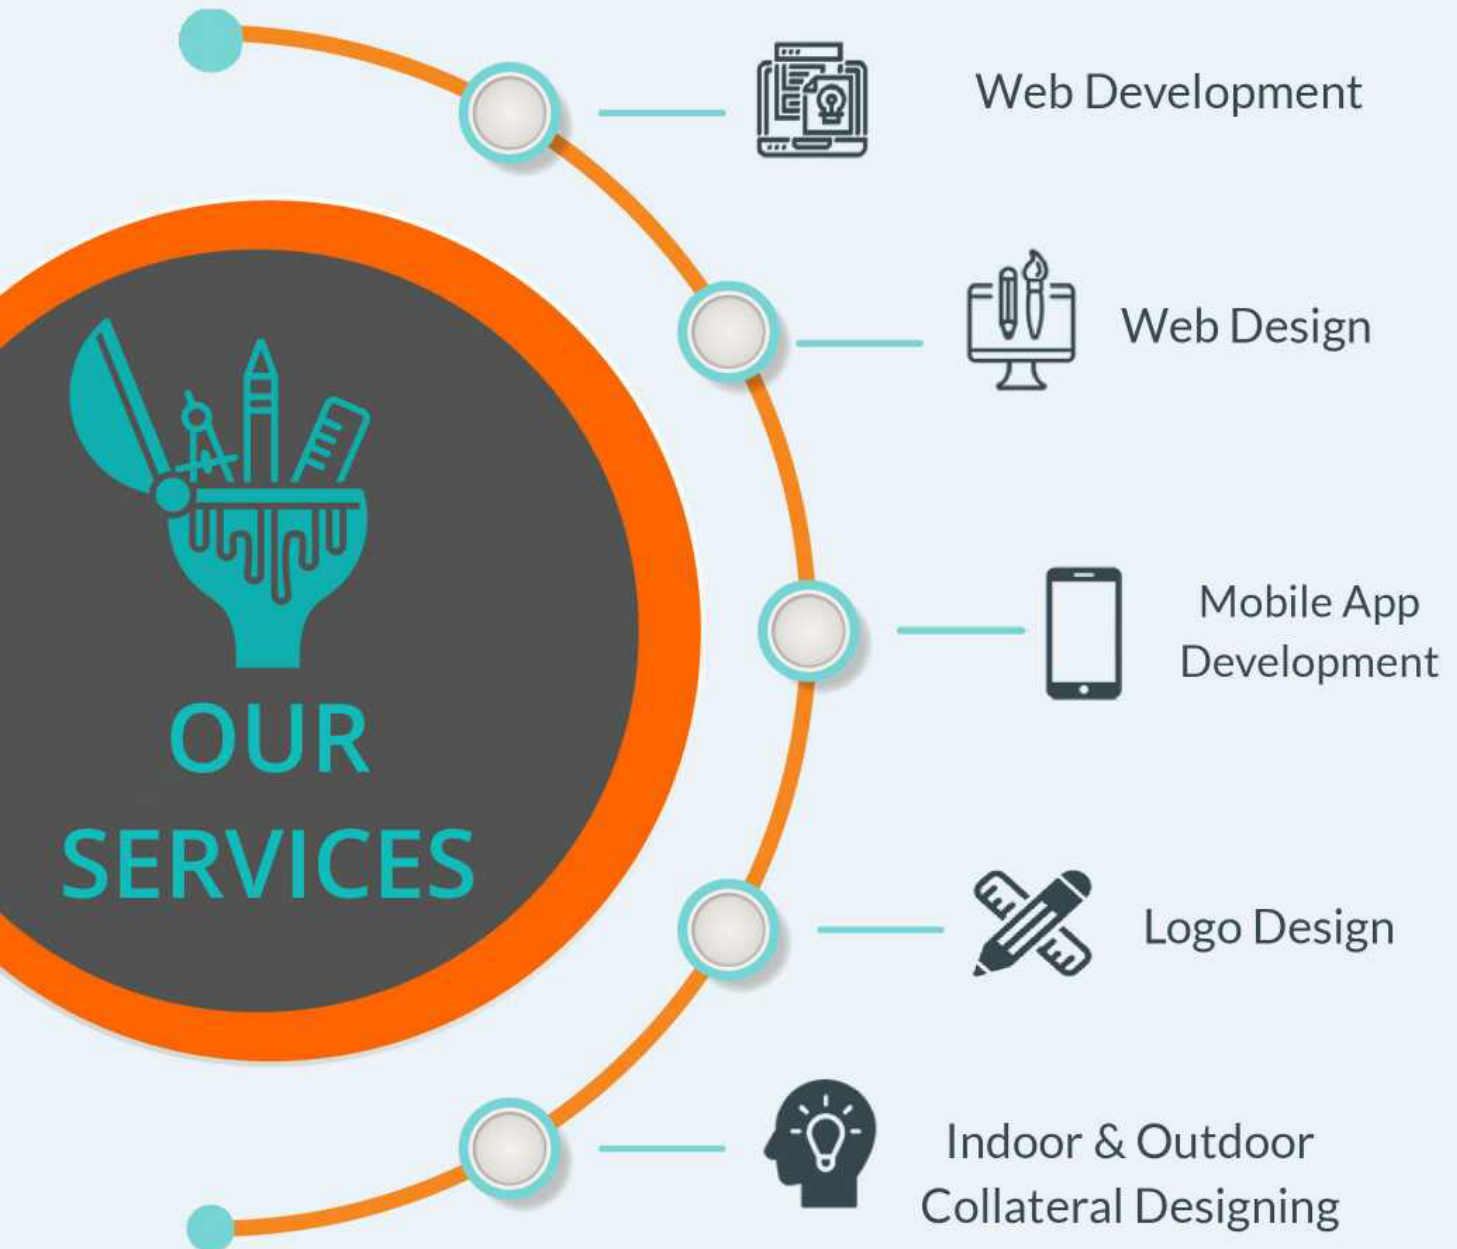 Web Development
Web Design
Mobile App
Development
OUR
SERVICES
Logo Design
Indoor & Outdoor
Collateral Designing